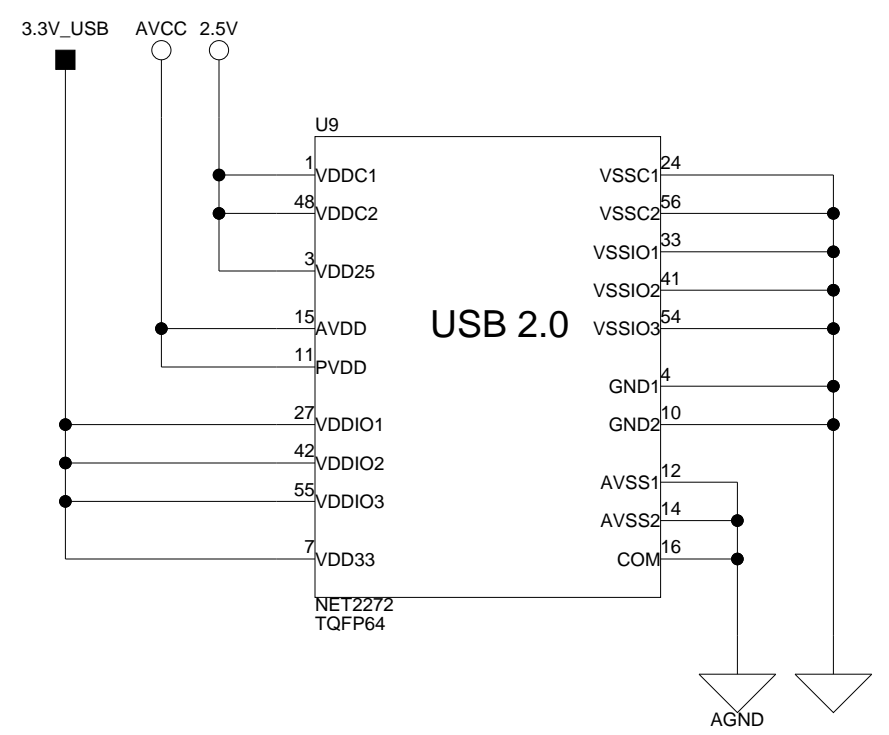 3.3V_USB AVCC 2.5V
U9
1 VDDC1 VSSC1 24
48 VDDC2 VSSC2 56
VSSIO1 33
3 VDD25
VSSIO2 41
15 AVDD USB 2.0 VSSIO3 54
11 PVDD
GND1 4
27 VDDIO1 GND2 10
42 VDDIO2
AVSS1 12
55 VDDIO3
AVSS2 14
7 VDD33 COM 16
NET2272
TQFP64
AGND